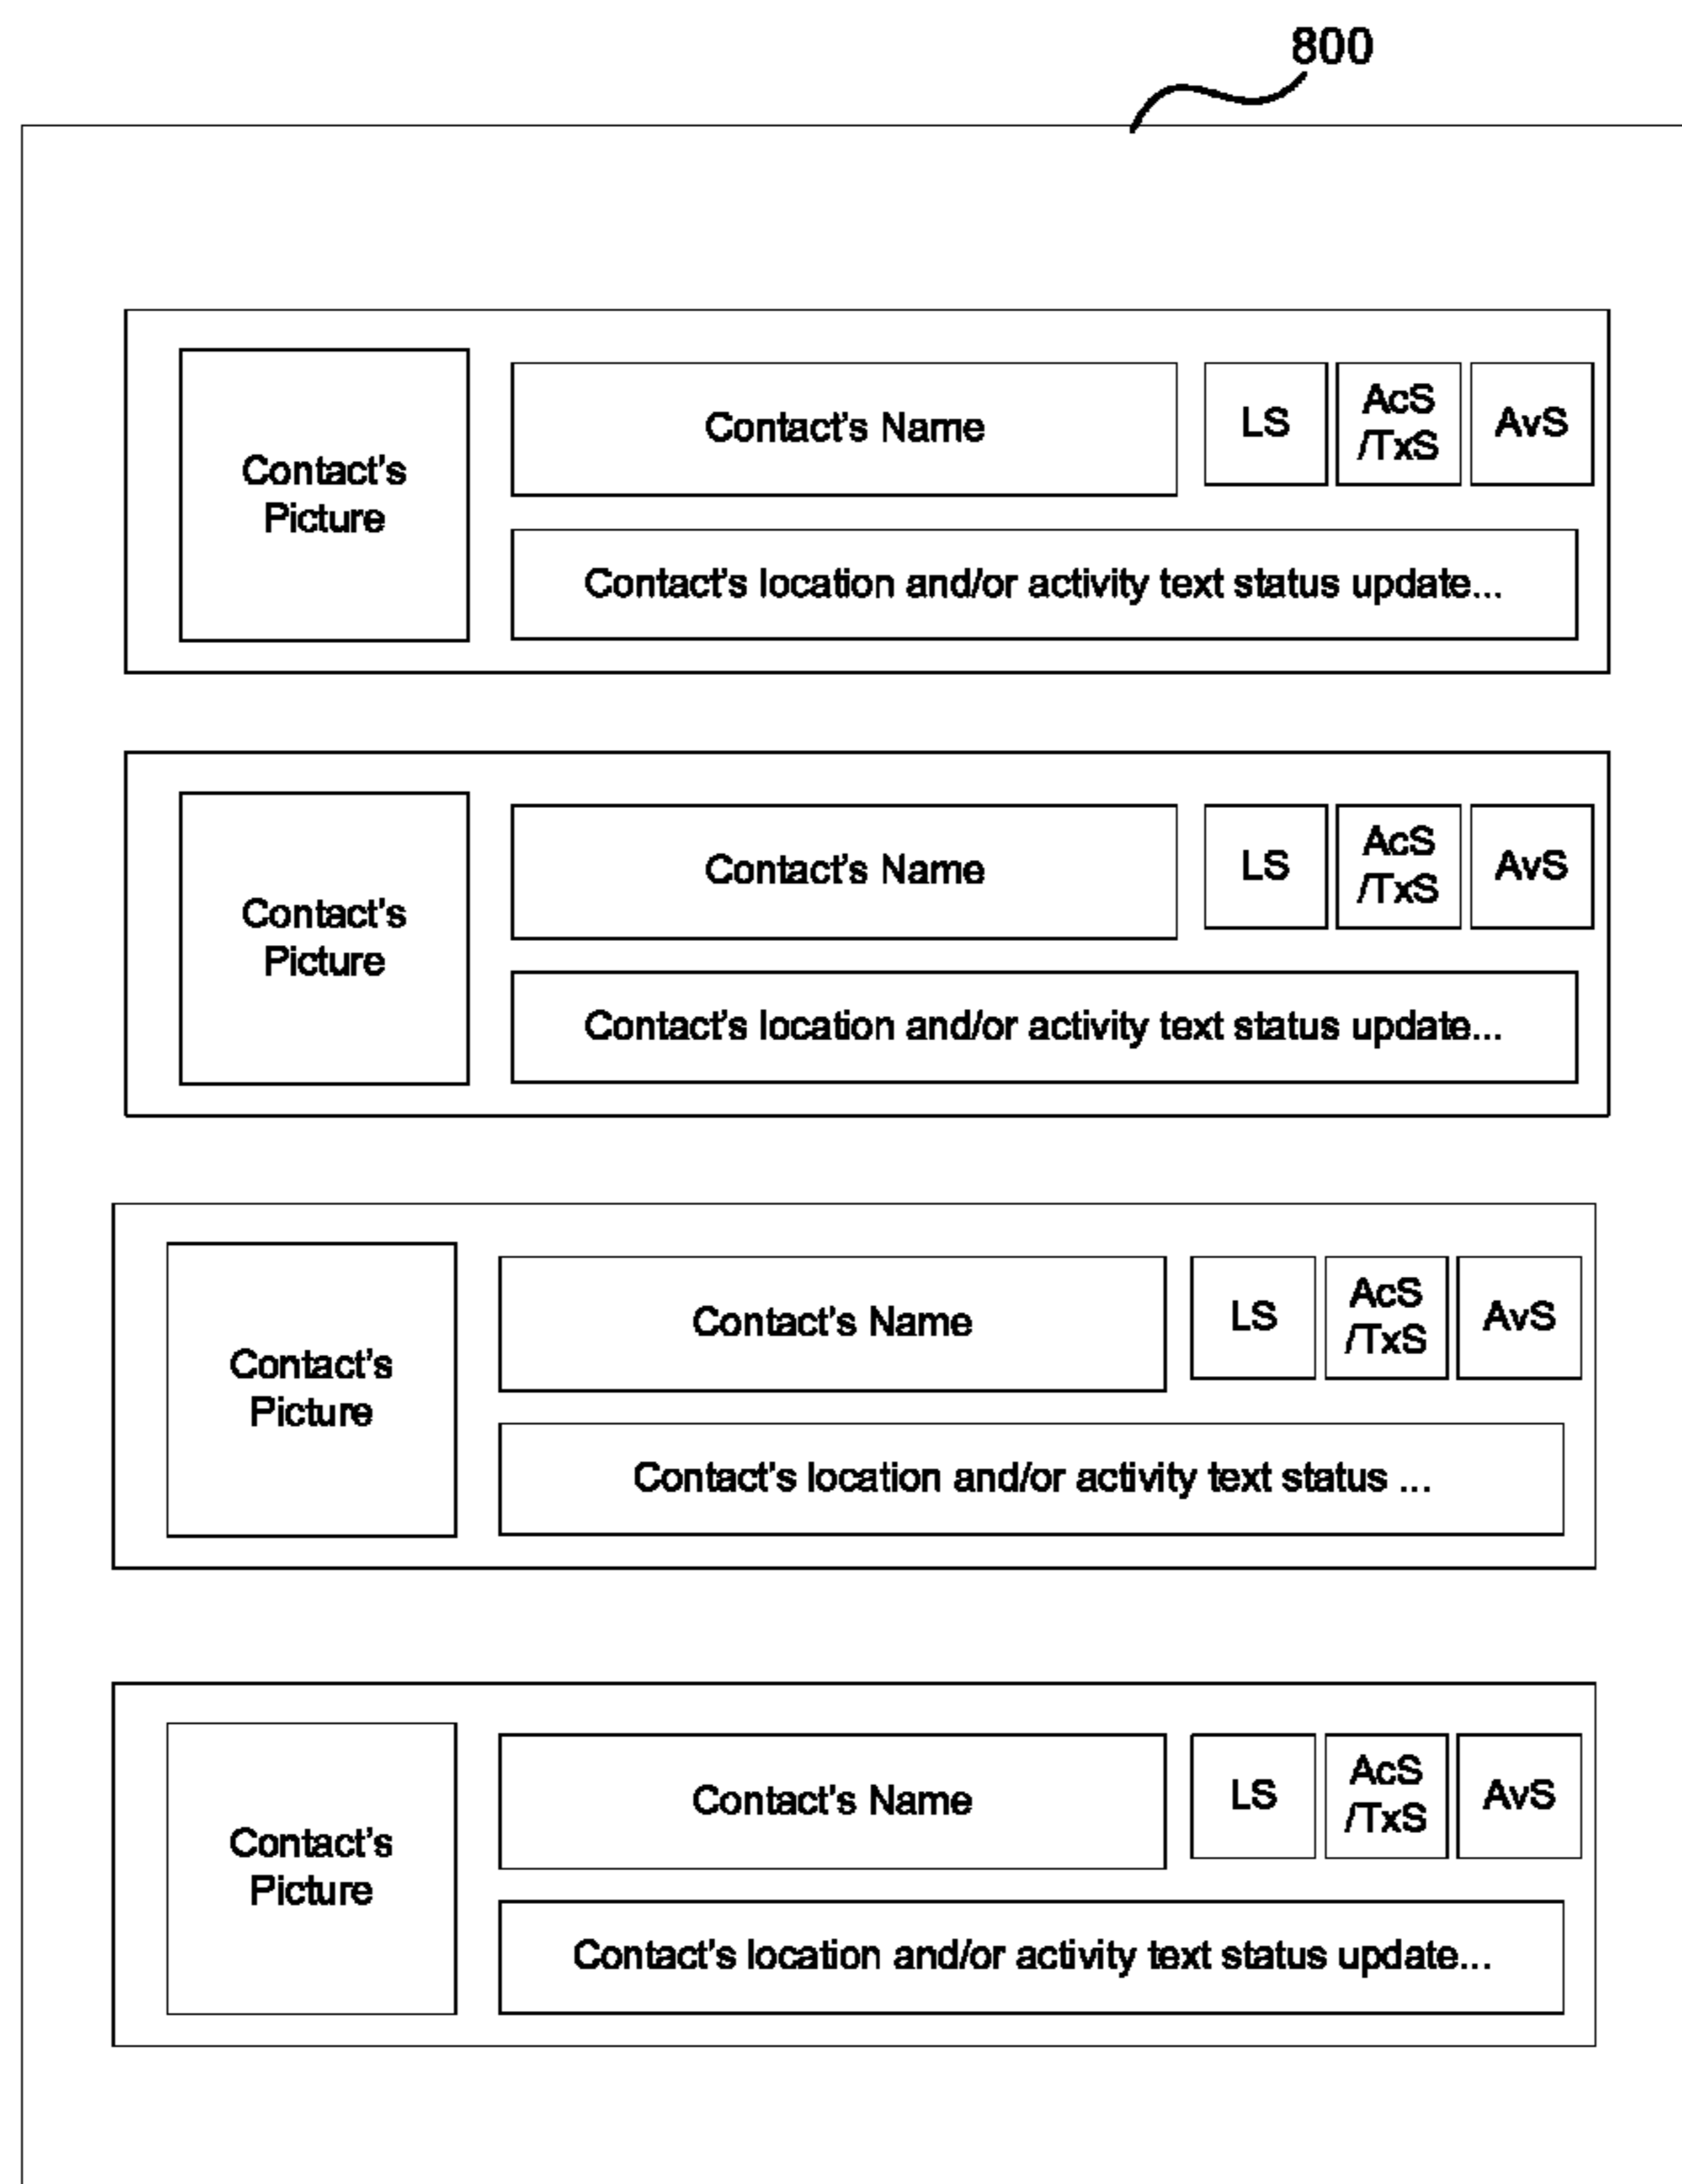 800
Contact's
Picture
Contact's Name
LS
AcS
/TxS
AvS
Contact's location and/or activity text status update...
Contact's
Picture
Contact's Name
LS
AcS
/TxS
AvS
Contact's location and/or activity text status update...
Contact's
Picture
Contact's Name
LS
AcS
/TxS
AvS
Contact's location and/or activity text status ...
Contact's
Picture
Contact's Name
LS
AcS
/TxS
AvS
Contact's location and/or activity text status update...